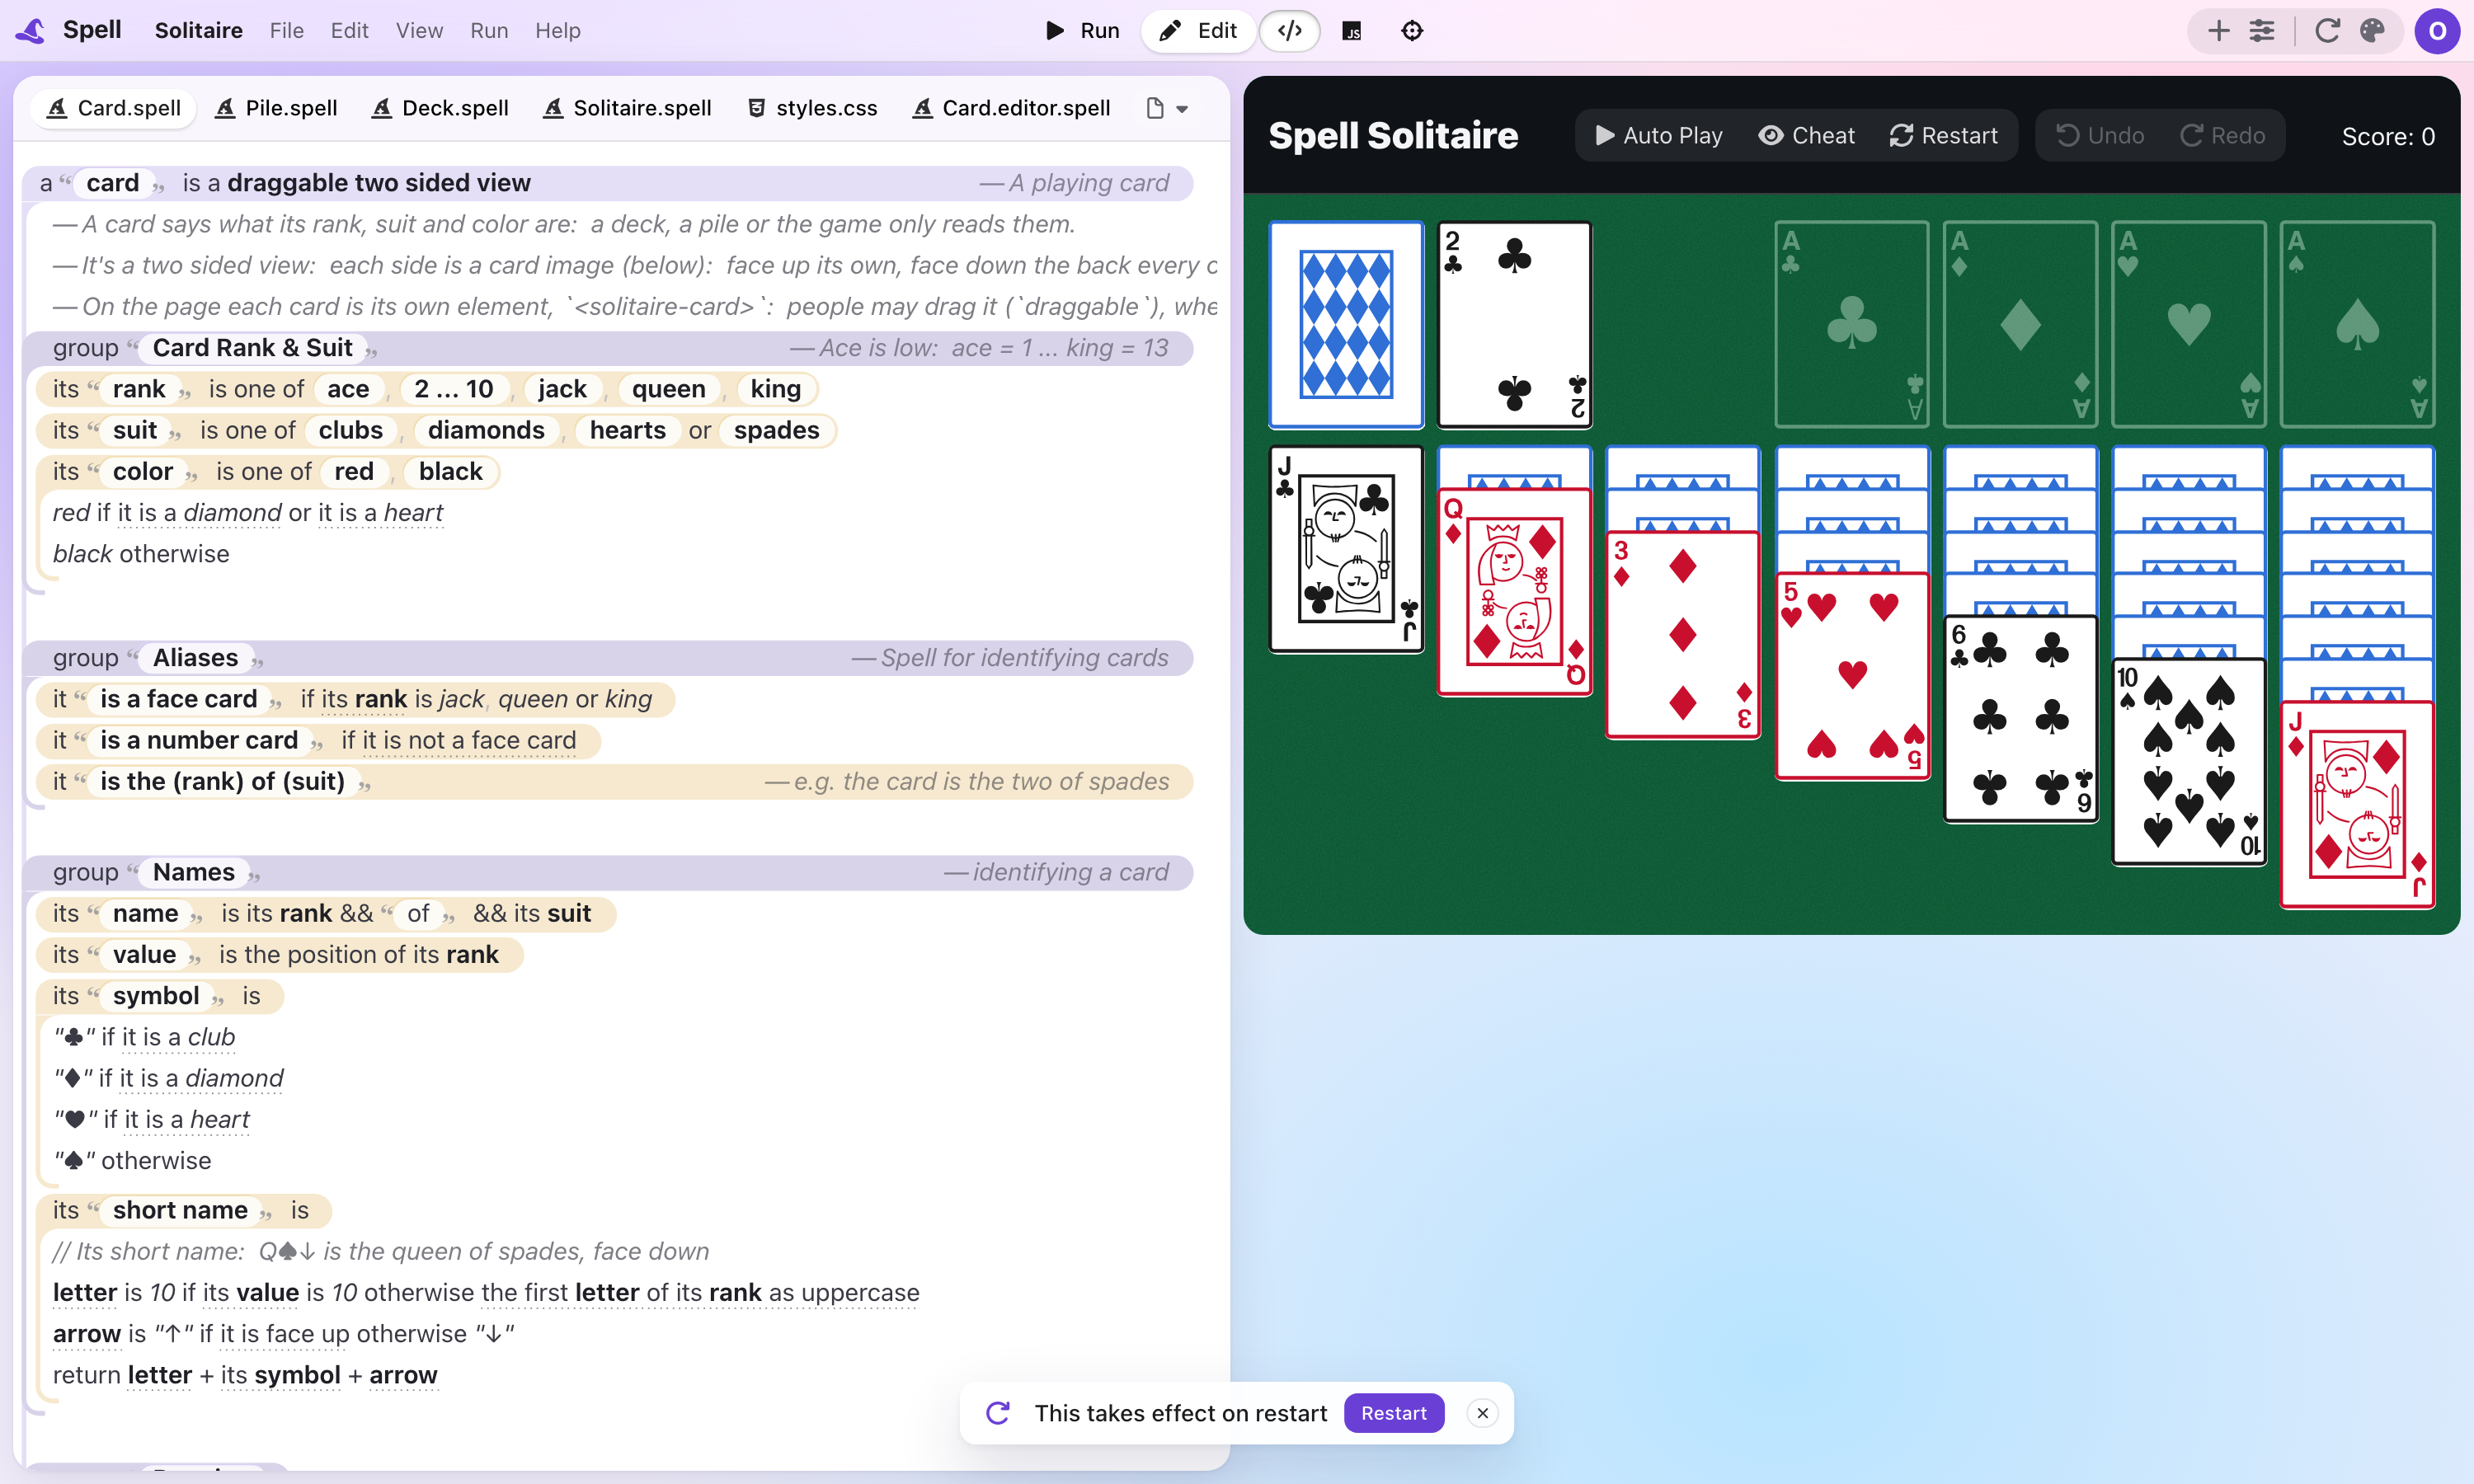 Spell Solitaire File Edit View Run Help
Run Edit </> JS
O
Card.spell Pile.spell Deck.spell Solitaire.spell styles.css Card.editor.spell
a “ card ” is a draggable two sided view — A playing card
— A card says what its rank, suit and color are: a deck, a pile or the game only reads them.
— It's a two sided view: each side is a card image (below): face up its own, face down the back every c
— On the page each card is its own element, `<solitaire-card>`: people may drag it (`draggable`), whe
group “ Card Rank & Suit ” — Ace is low: ace = 1 ... king = 13
its “ rank ” is one of ace , 2 ... 10 , jack , queen , king
its “ suit ” is one of clubs , diamonds , hearts or spades
its “ color ” is one of red , black
red if it is a diamond or it is a heart
black otherwise
group “ Aliases ” — Spell for identifying cards
it “ is a face card ” if its rank is jack, queen or king
it “ is a number card ” if it is not a face card
it “ is the (rank) of (suit) ” — e.g. the card is the two of spades
group “ Names ” — identifying a card
its “ name ” is its rank && “ of ” && its suit
its “ value ” is the position of its rank
its “ symbol ” is
"♣" if it is a club
"♦" if it is a diamond
"♥" if it is a heart
"♠" otherwise
its “ short name ” is
// Its short name: Q♠↓ is the queen of spades, face down
letter is 10 if its value is 10 otherwise the first letter of its rank as uppercase
arrow is "↑" if it is face up otherwise "↓"
return letter + its symbol + arrow
Spell Solitaire Auto Play Cheat Restart Undo Redo Score: 0
2 A A A A
2 A A A A
J
Q
3
5
6
10
J
J
Q
3
5
6
10
J
This takes effect on restart Restart